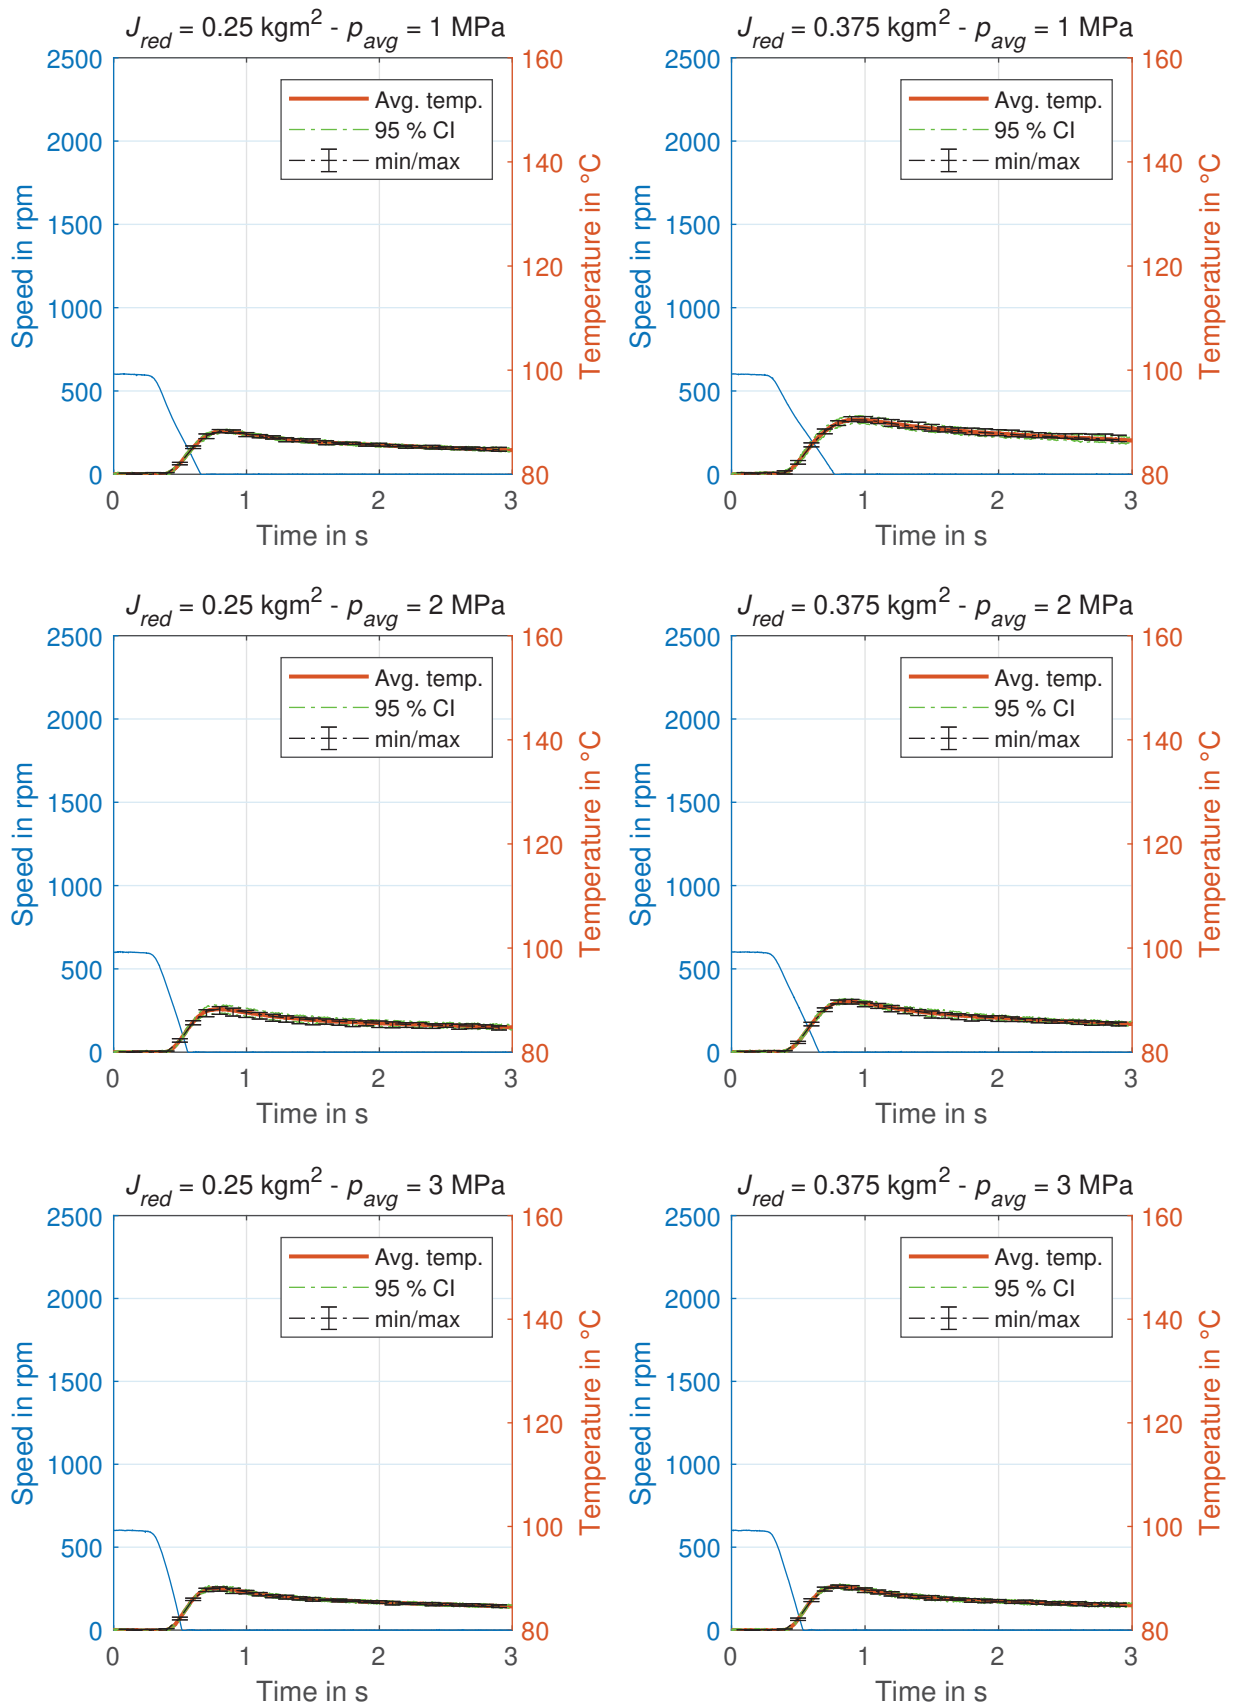 J_red = 0.25 kgm² - p_avg = 1 MPa
2500
2000
1500
1000
500
0
160
140
120
100
80
0 1 2 3
Speed in rpm
Temperature in °C
Time in s
Avg. temp.
95 % CI
min/max
J_red = 0.375 kgm² - p_avg = 1 MPa
2500
2000
1500
1000
500
0
160
140
120
100
80
0 1 2 3
Speed in rpm
Temperature in °C
Time in s
Avg. temp.
95 % CI
min/max
J_red = 0.25 kgm² - p_avg = 2 MPa
2500
2000
1500
1000
500
0
160
140
120
100
80
0 1 2 3
Speed in rpm
Temperature in °C
Time in s
Avg. temp.
95 % CI
min/max
J_red = 0.375 kgm² - p_avg = 2 MPa
2500
2000
1500
1000
500
0
160
140
120
100
80
0 1 2 3
Speed in rpm
Temperature in °C
Time in s
Avg. temp.
95 % CI
min/max
J_red = 0.25 kgm² - p_avg = 3 MPa
2500
2000
1500
1000
500
0
160
140
120
100
80
0 1 2 3
Speed in rpm
Temperature in °C
Time in s
Avg. temp.
95 % CI
min/max
J_red = 0.375 kgm² - p_avg = 3 MPa
2500
2000
1500
1000
500
0
160
140
120
100
80
0 1 2 3
Speed in rpm
Temperature in °C
Time in s
Avg. temp.
95 % CI
min/max